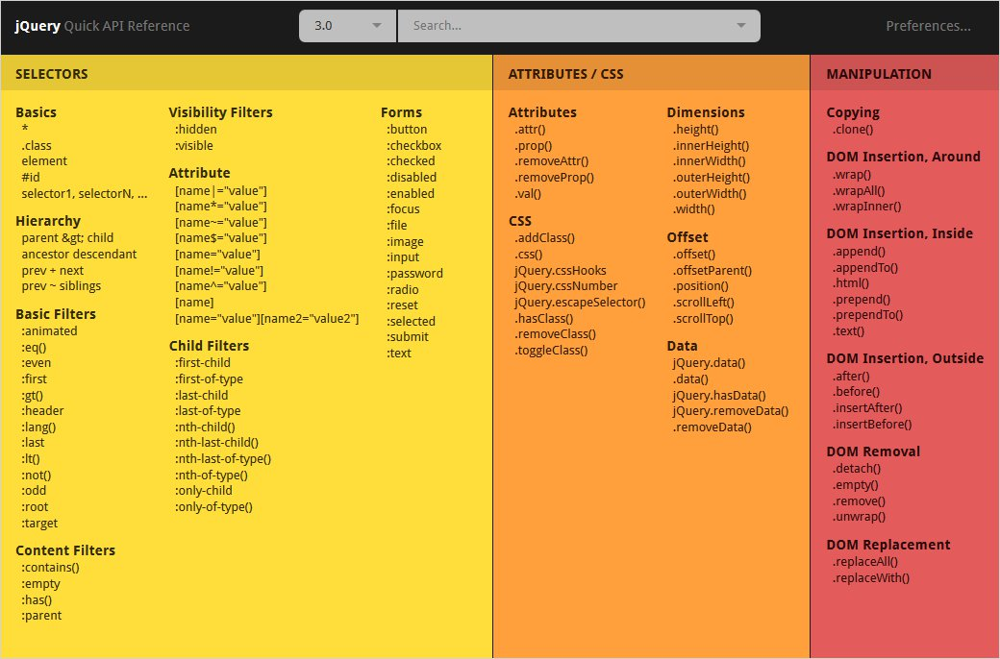 jQuery Quick API Reference
3.0
Search...
Preferences...
SELECTORS
Basics
*
.class
element
#id
selector1, selectorN, ...
Hierarchy
parent &gt; child
ancestor descendant
prev + next
prev ~ siblings
Basic Filters
:animated
:eq()
:even
:first
:gt()
:header
:lang()
:last
:lt()
:not()
:odd
:root
:target
Content Filters
:contains()
:empty
:has()
:parent
Visibility Filters
:hidden
:visible
Attribute
[name|="value"]
[name*="value"]
[name~="value"]
[name$="value"]
[name="value"]
[name!="value"]
[name^="value"]
[name]
[name="value"][name2="value2"]
Child Filters
:first-child
:first-of-type
:last-child
:last-of-type
:nth-child()
:nth-last-child()
:nth-last-of-type()
:nth-of-type()
:only-child
:only-of-type()
Forms
:button
:checkbox
:checked
:disabled
:enabled
:focus
:file
:image
:input
:password
:radio
:reset
:selected
:submit
:text
ATTRIBUTES / CSS
Attributes
.attr()
.prop()
.removeAttr()
.removeProp()
.val()
CSS
.addClass()
.css()
jQuery.cssHooks
jQuery.cssNumber
jQuery.escapeSelector()
.hasClass()
.removeClass()
.toggleClass()
Dimensions
.height()
.innerHeight()
.innerWidth()
.outerHeight()
.outerWidth()
.width()
Offset
.offset()
.offsetParent()
.position()
.scrollLeft()
.scrollTop()
Data
jQuery.data()
.data()
jQuery.hasData()
jQuery.removeData()
.removeData()
MANIPULATION
Copying
.clone()
DOM Insertion, Around
.wrap()
.wrapAll()
.wrapInner()
DOM Insertion, Inside
.append()
.appendTo()
.html()
.prepend()
.prependTo()
.text()
DOM Insertion, Outside
.after()
.before()
.insertAfter()
.insertBefore()
DOM Removal
.detach()
.empty()
.remove()
.unwrap()
DOM Replacement
.replaceAll()
.replaceWith()